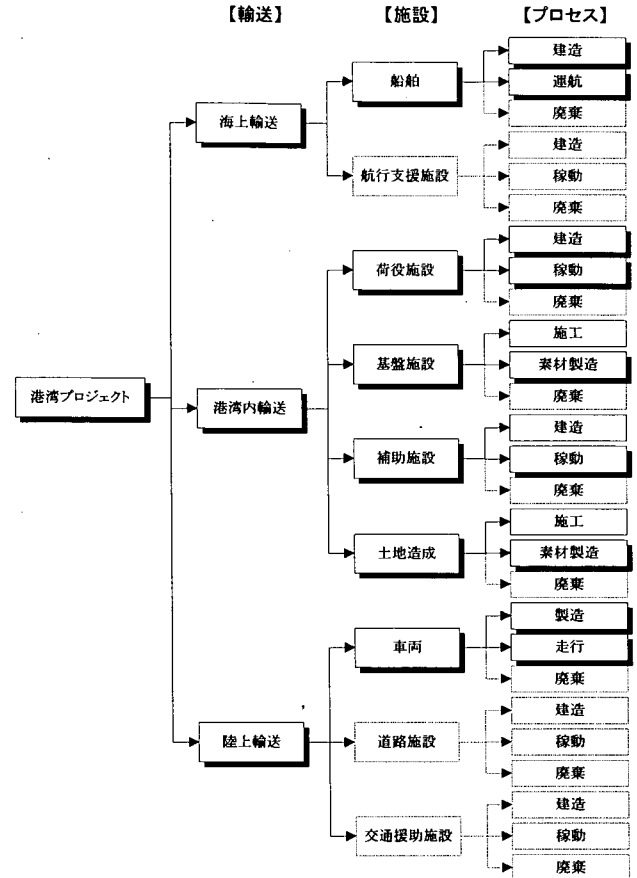 【輸送】 【施設】 【プロセス】
港湾プロジェクト
海上輸送
船舶
建造
運航
廃棄
航行支援施設
建造
稼動
廃棄
港湾内輸送
荷役施設
建造
稼動
廃棄
基盤施設
施工
素材製造
廃棄
補助施設
建造
稼動
廃棄
土地造成
施工
素材製造
廃棄
陸上輸送
車両
製造
走行
廃棄
道路施設
建造
稼動
廃棄
交通援助施設
建造
稼動
廃棄